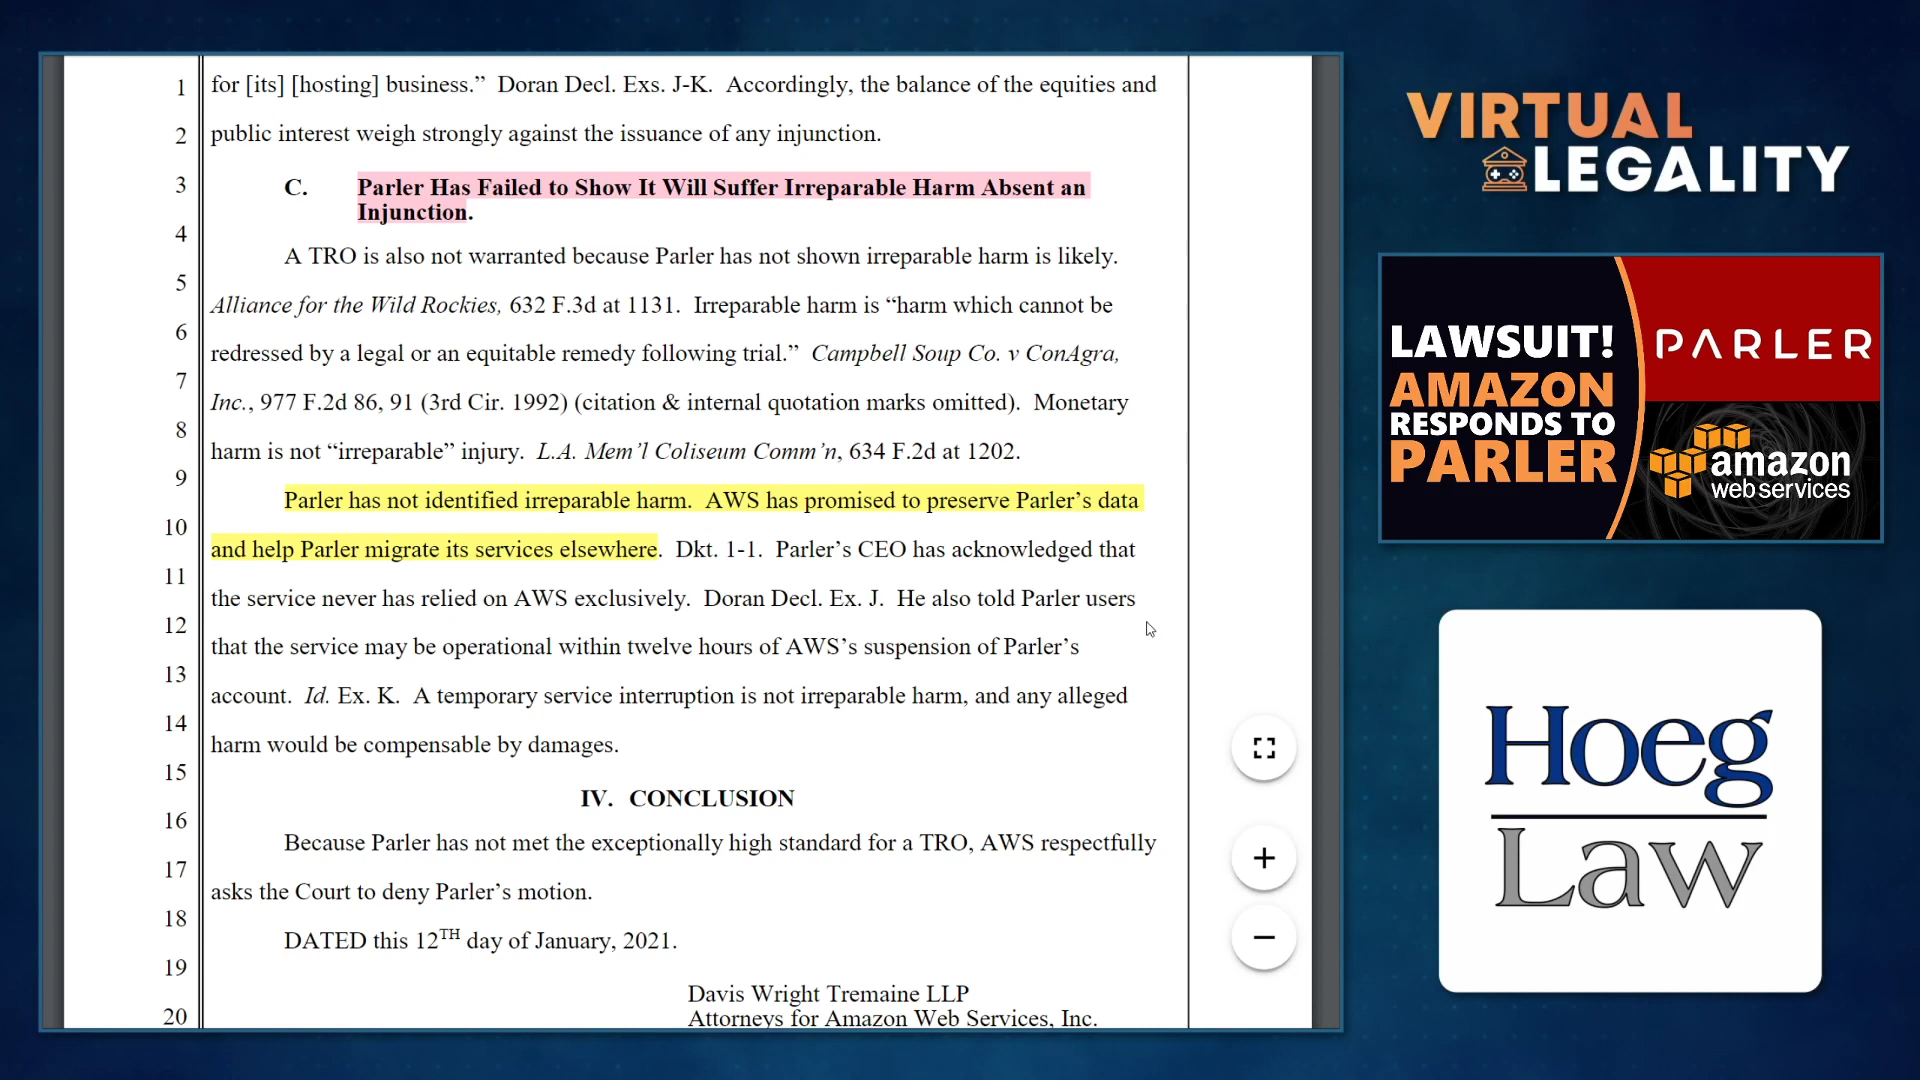 1 for [its] [hosting] business.”  Doran Decl. Exs. J-K.  Accordingly, the balance of the equities and
2 public interest weigh strongly against the issuance of any injunction.
3 C. Parler Has Failed to Show It Will Suffer Irreparable Harm Absent an
Injunction.
4
A TRO is also not warranted because Parler has not shown irreparable harm is likely.
5
Alliance for the Wild Rockies, 632 F.3d at 1131.  Irreparable harm is “harm which cannot be
6
redressed by a legal or an equitable remedy following trial.”  Campbell Soup Co. v ConAgra,
7
Inc., 977 F.2d 86, 91 (3rd Cir. 1992) (citation & internal quotation marks omitted).  Monetary
8
harm is not “irreparable” injury.  L.A. Mem’l Coliseum Comm’n, 634 F.2d at 1202.
9
Parler has not identified irreparable harm.  AWS has promised to preserve Parler’s data
10
and help Parler migrate its services elsewhere.  Dkt. 1-1.  Parler’s CEO has acknowledged that
11
the service never has relied on AWS exclusively.  Doran Decl. Ex. J.  He also told Parler users
12
that the service may be operational within twelve hours of AWS’s suspension of Parler’s
13
account.  Id. Ex. K.  A temporary service interruption is not irreparable harm, and any alleged
14
harm would be compensable by damages.
15
IV. CONCLUSION
16
Because Parler has not met the exceptionally high standard for a TRO, AWS respectfully
17
asks the Court to deny Parler’s motion.
18
DATED this 12TH day of January, 2021.
19
Davis Wright Tremaine LLP
20 Attorneys for Amazon Web Services, Inc.
VIRTUAL
LEGALITY
LAWSUIT!
AMAZON
RESPONDS TO
PARLER
PARLER
amazon
web services
Hoeg
Law